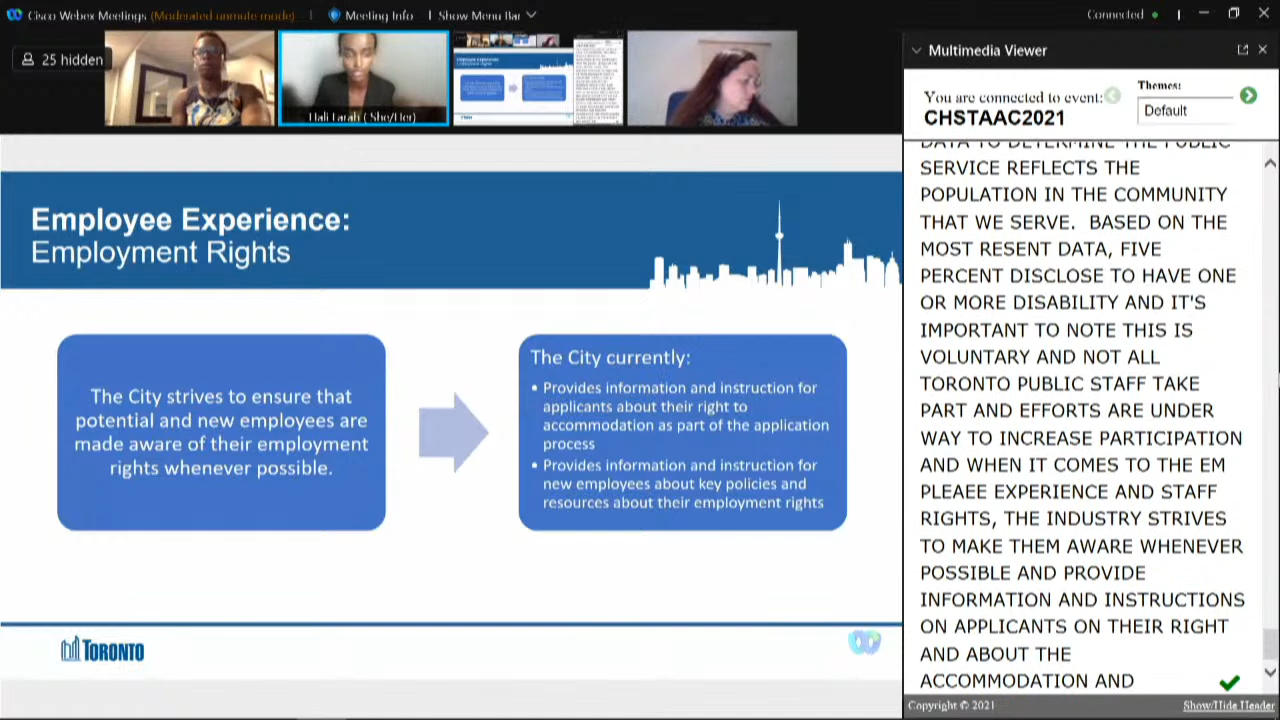 Cisco Webex Meetings (Moderated unmute mode) | Meeting Info | Show Menu Bar
Connected
25 hidden
Hali Farah (She/Her)
Multimedia Viewer
You are connected to event:
CHSTAAC2021
Themes:
Default
Employee Experience:
Employment Rights
The City strives to ensure that
potential and new employees are
made aware of their employment
rights whenever possible.
The City currently:
• Provides information and instruction for
applicants about their right to
accommodation as part of the application
process
• Provides information and instruction for
new employees about key policies and
resources about their employment rights
TORONTO
DATA TO DETERMINE THE PUBLIC
SERVICE REFLECTS THE
POPULATION IN THE COMMUNITY
THAT WE SERVE. BASED ON THE
MOST RESENT DATA, FIVE
PERCENT DISCLOSE TO HAVE ONE
OR MORE DISABILITY AND IT'S
IMPORTANT TO NOTE THIS IS
VOLUNTARY AND NOT ALL
TORONTO PUBLIC STAFF TAKE
PART AND EFFORTS ARE UNDER
WAY TO INCREASE PARTICIPATION
AND WHEN IT COMES TO THE EM
PLEAEE EXPERIENCE AND STAFF
RIGHTS, THE INDUSTRY STRIVES
TO MAKE THEM AWARE WHENEVER
POSSIBLE AND PROVIDE
INFORMATION AND INSTRUCTIONS
ON APPLICANTS ON THEIR RIGHT
AND ABOUT THE
ACCOMMODATION AND
Copyright © 2021
Show/Hide Header